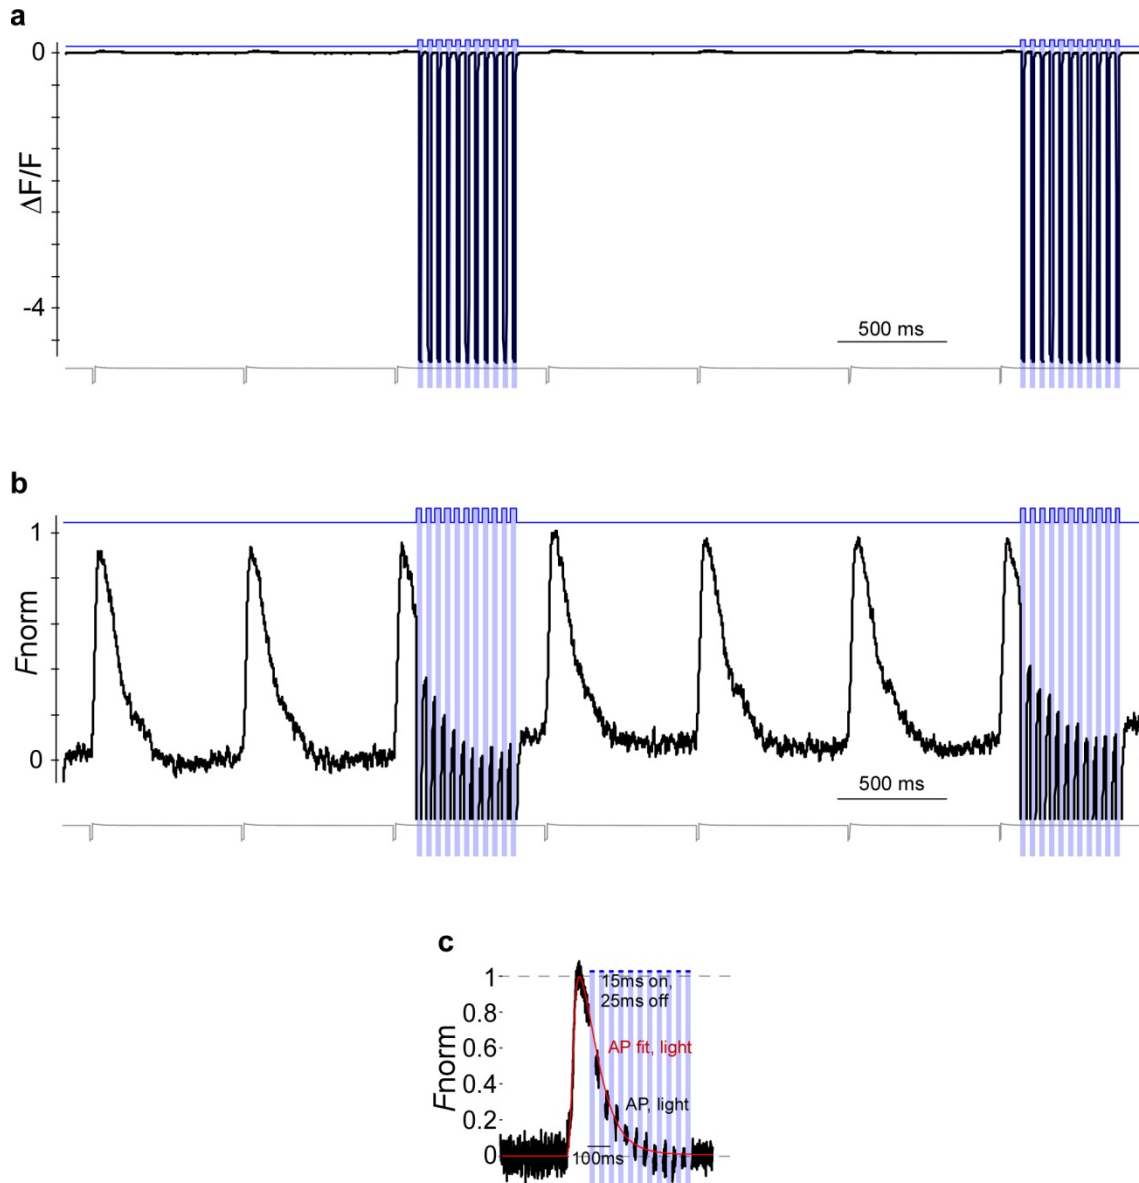 a
0
ΔF/F
-4
500 ms
b
1
Fnorm
0
500 ms
c
1
15ms on,
25ms off
0.8
Fnorm
0.6
AP fit, light
0.4
AP, light
0.2
0
100ms